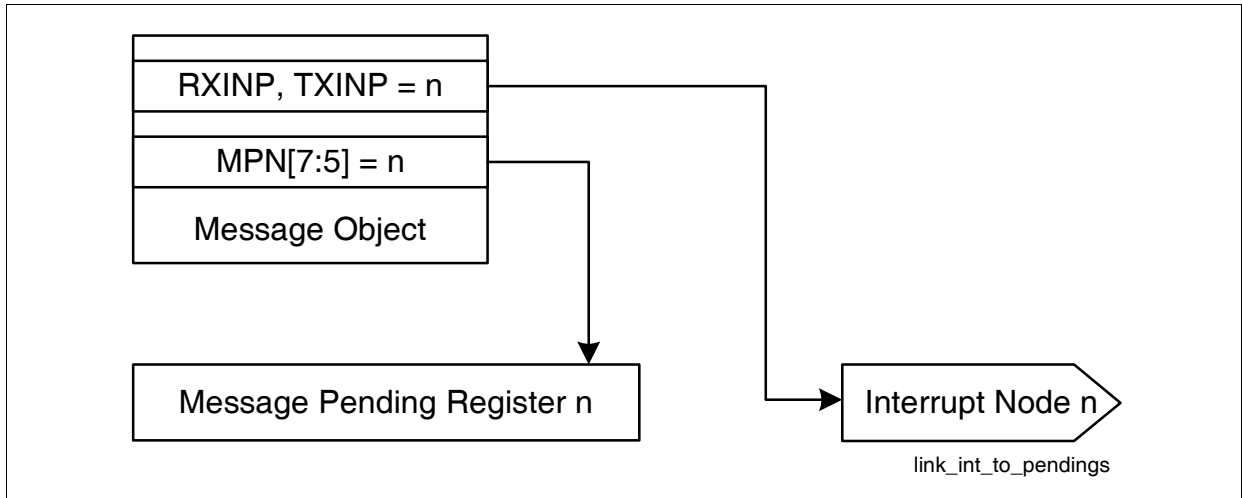 RXINP, TXINP = n
MPN[7:5] = n
Message Object
Message Pending Register n
Interrupt Node n
link_int_to_pendings